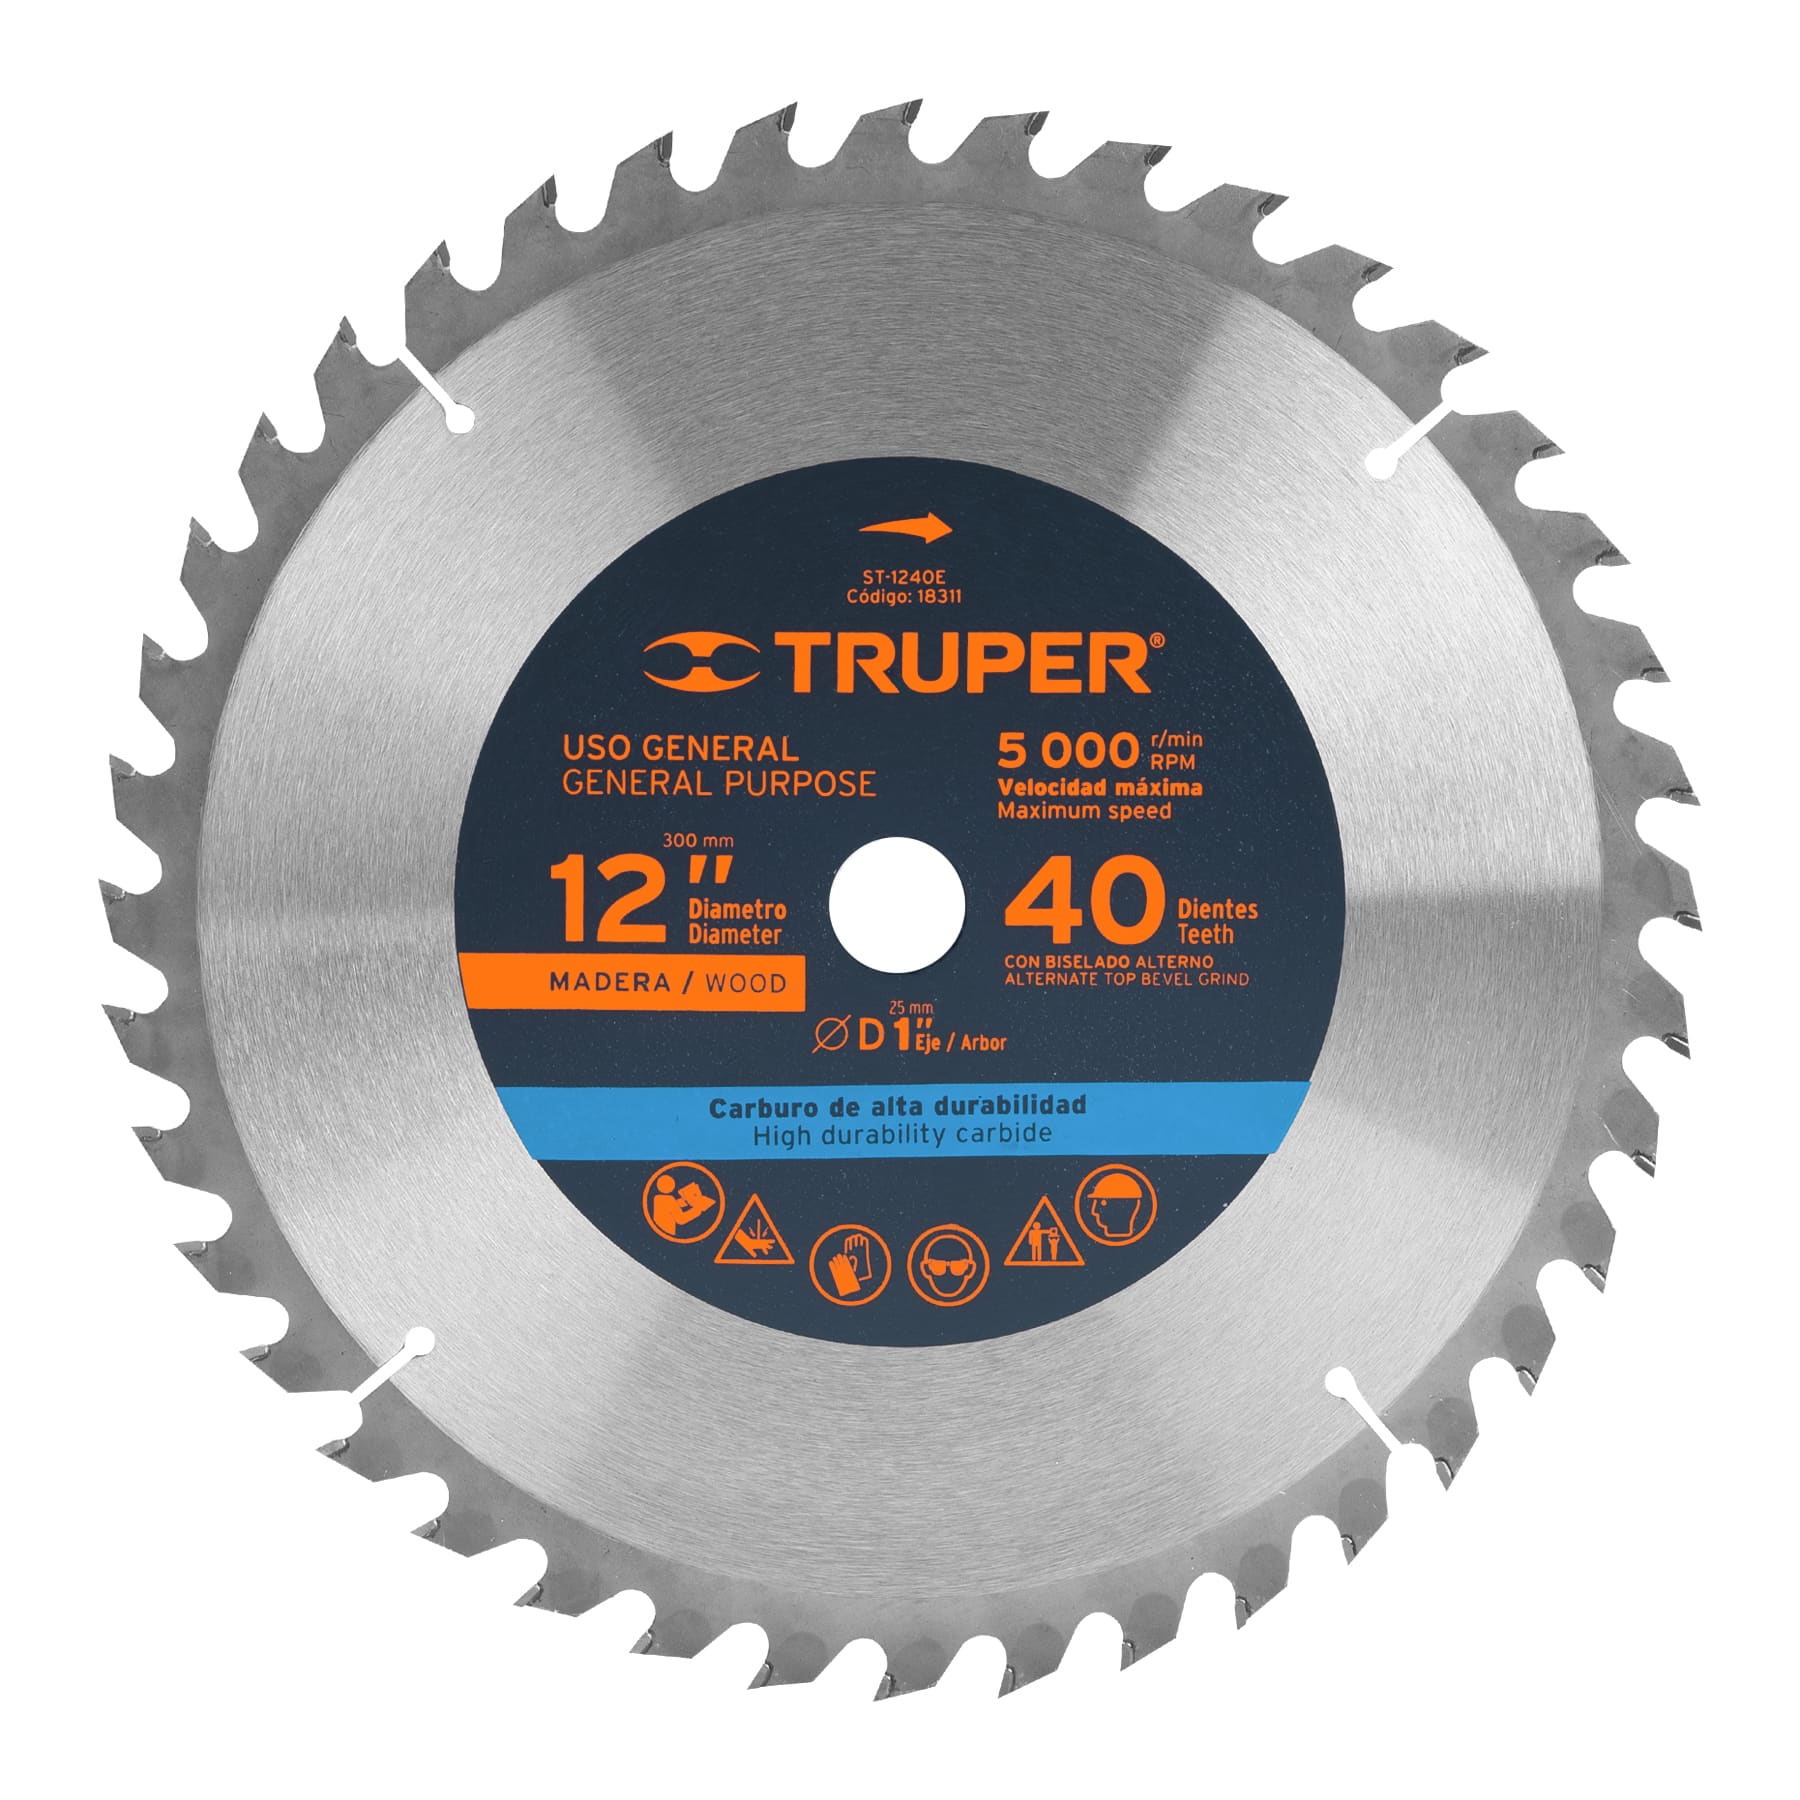 ST-1240E
Código: 18311
TRUPER®
USO GENERAL
GENERAL PURPOSE
5 000 r/min RPM
Velocidad máxima
Maximum speed
300 mm
12" Diametro
Diameter
40 Dientes
Teeth
CON BISELADO ALTERNO
ALTERNATE TOP BEVEL GRIND
MADERA / WOOD
25 mm
Ø D 1" Eje / Arbor
Carburo de alta durabilidad
High durability carbide